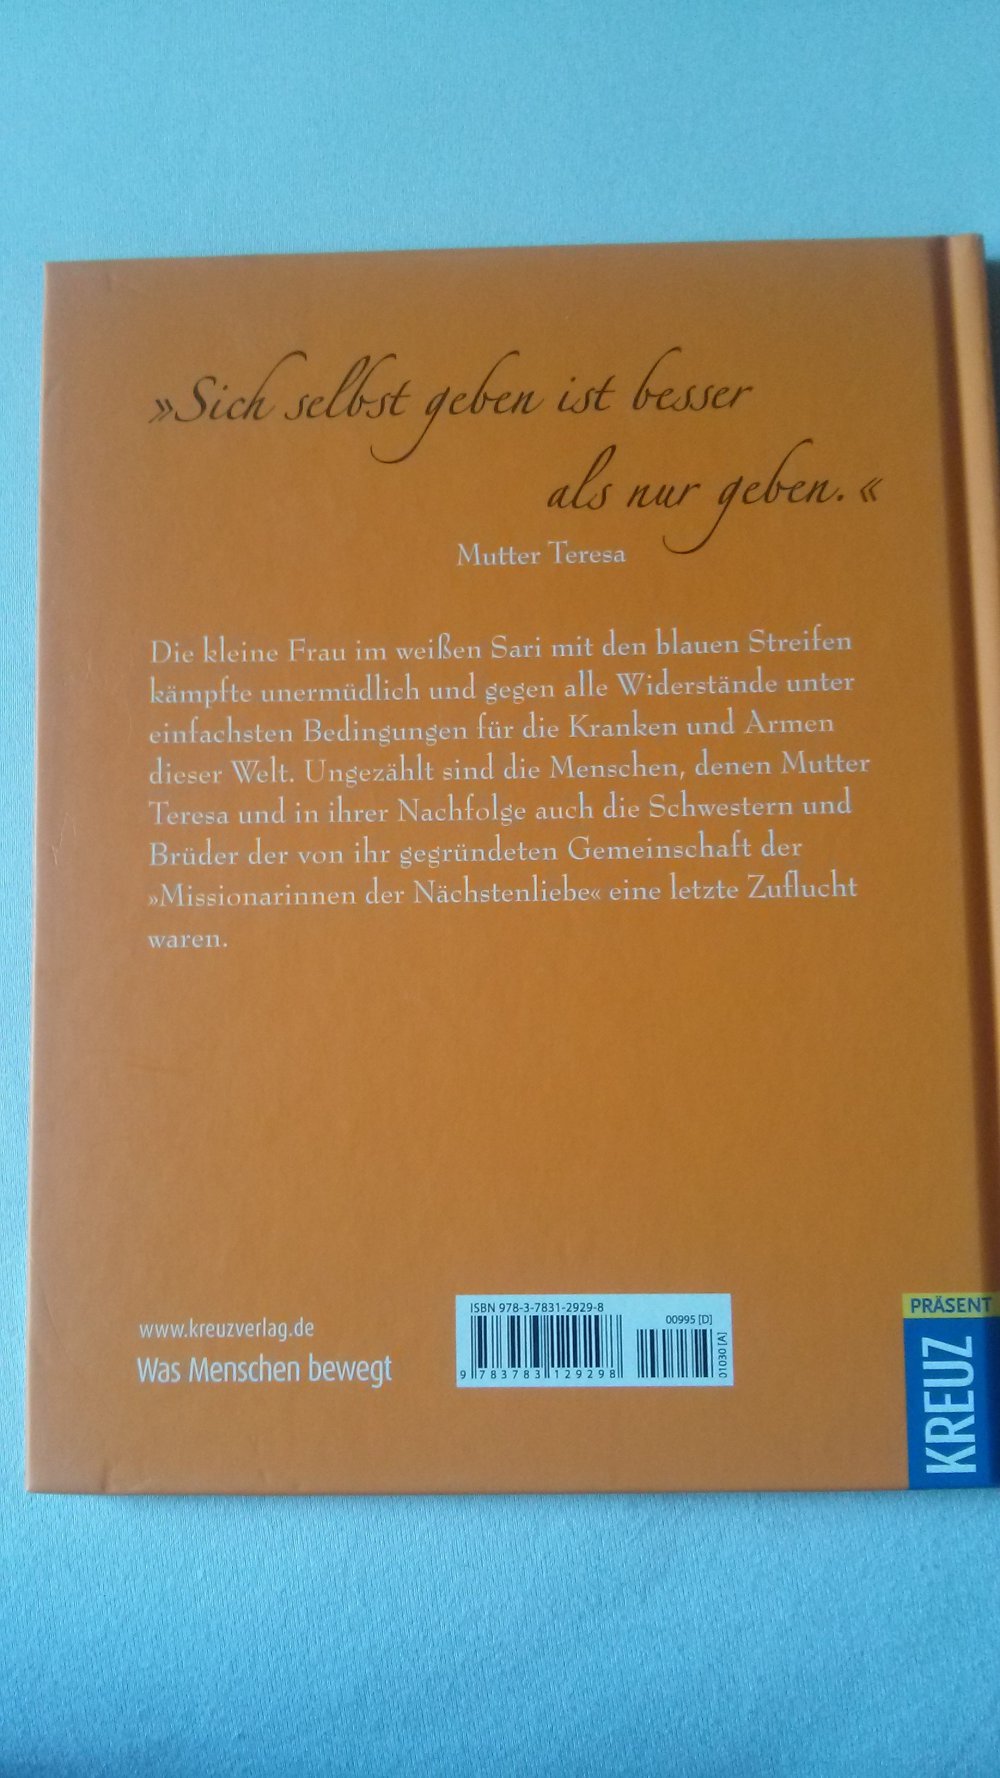 »Sich selbst geben ist besser
als nur geben.«
Mutter Teresa
Die kleine Frau im weißen Sari mit den blauen Streifen
kämpfte unermüdlich und gegen alle Widerstände unter
einfachsten Bedingungen für die Kranken und Armen
dieser Welt. Ungezählt sind die Menschen, denen Mutter
Teresa und in ihrer Nachfolge auch die Schwestern und
Brüder der von ihr gegründeten Gemeinschaft der
»Missionarinnen der Nächstenliebe« eine letzte Zuflucht
waren.
www.kreuzverlag.de
Was Menschen bewegt
ISBN 978-3-7831-2929-8
00995 [D]
01030 [A]
9 783783 129298
PRÄSENT
KREUZ